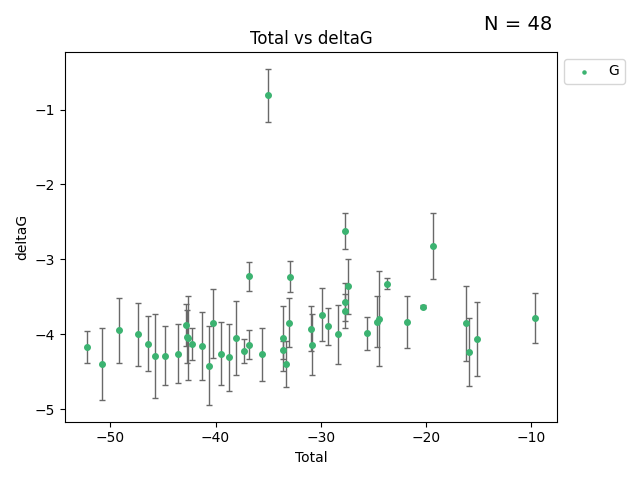 N = 48
Total vs deltaG
G
deltaG
−1
−2
−3
−4
−5
−50 −40 −30 −20 −10
Total